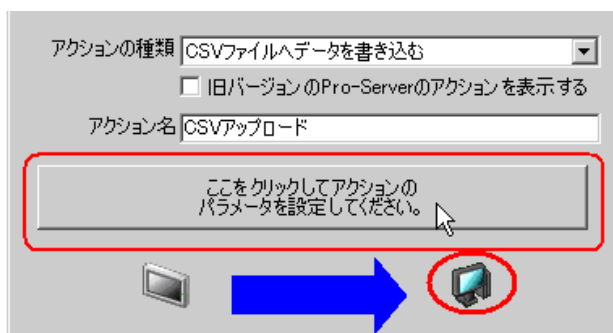 アクションの種類 CSVファイルへデータを書き込む
旧バージョンのPro-Serverのアクションを表示する
アクション名 CSVアップロード
ここをクリックしてアクションの
パラメータを設定してください。